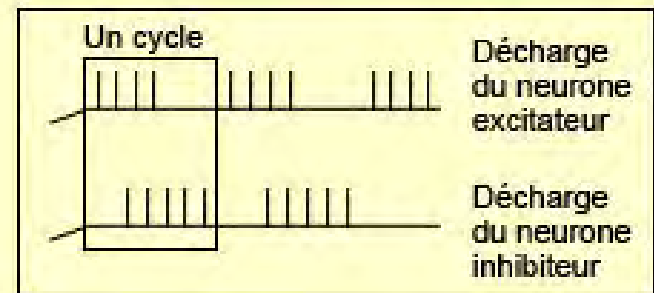 Un cycle
Décharge
du neurone
excitateur
Décharge
du neurone
inhibiteur